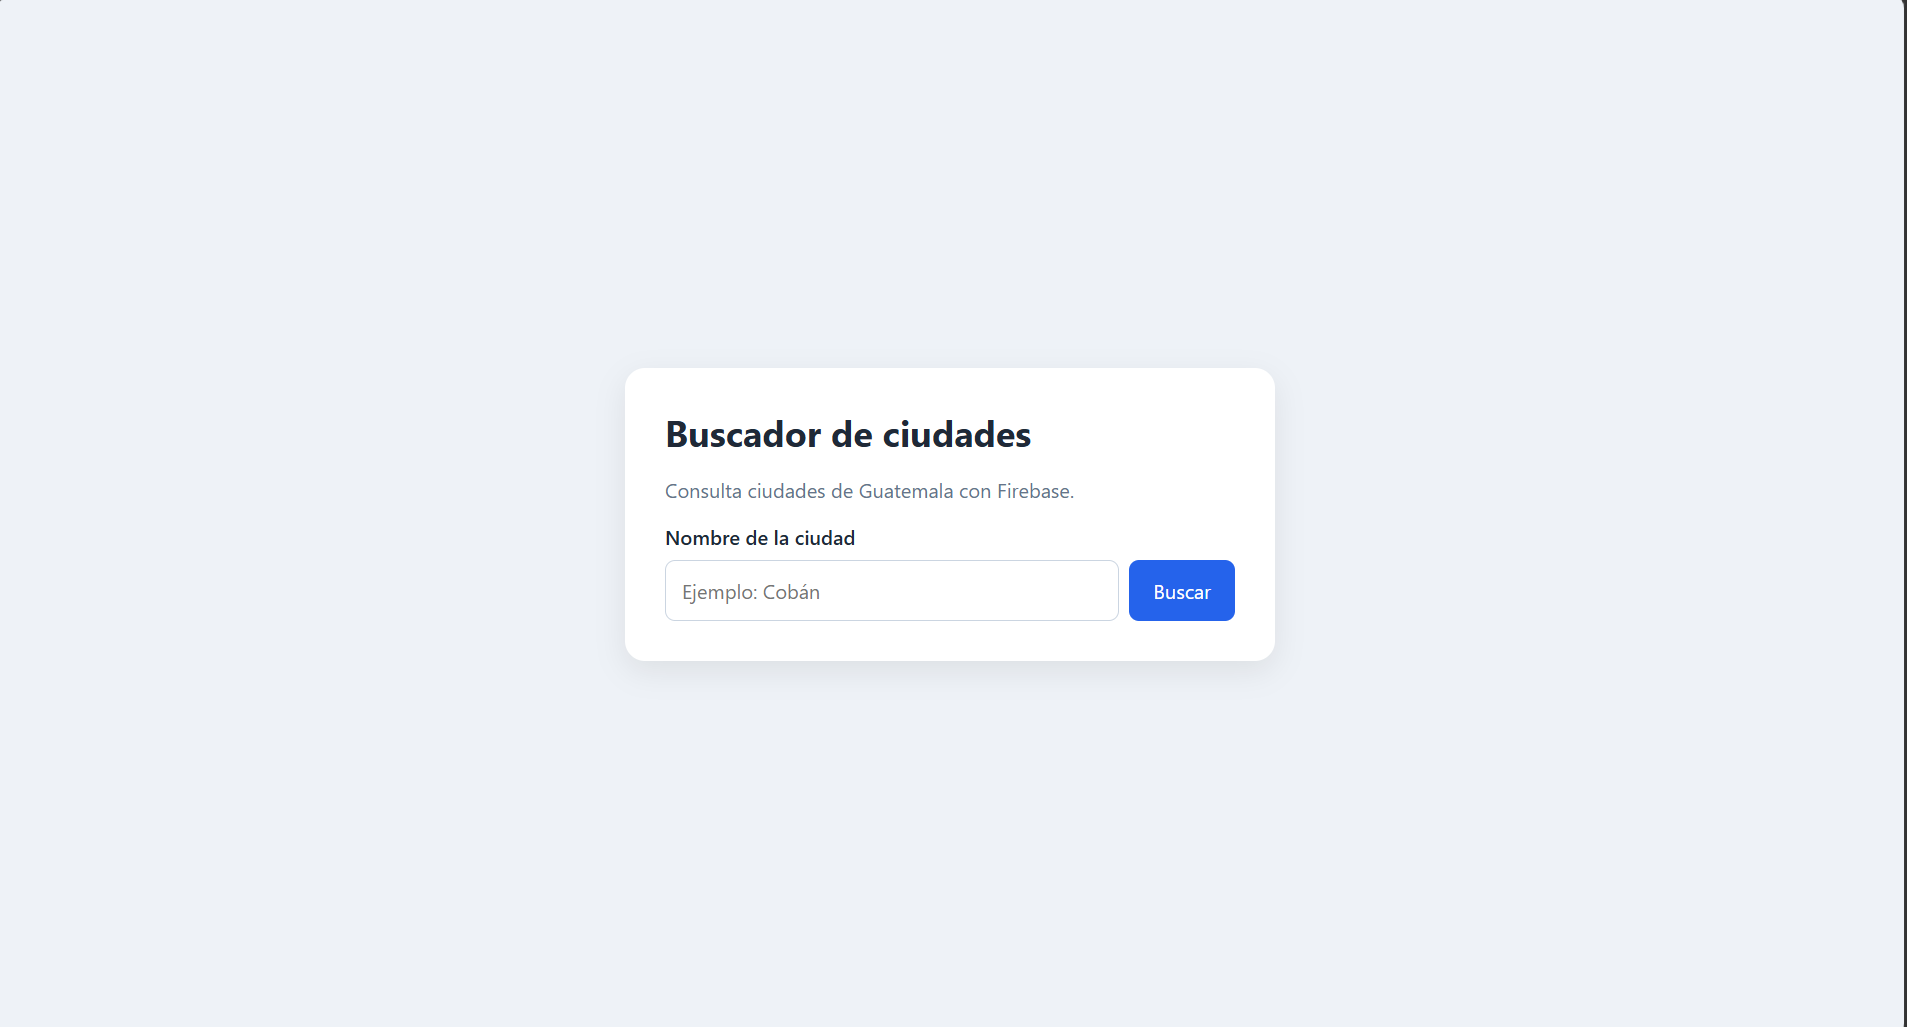 Buscador de ciudades
Consulta ciudades de Guatemala con Firebase.
Nombre de la ciudad
Ejemplo: Cobán
Buscar